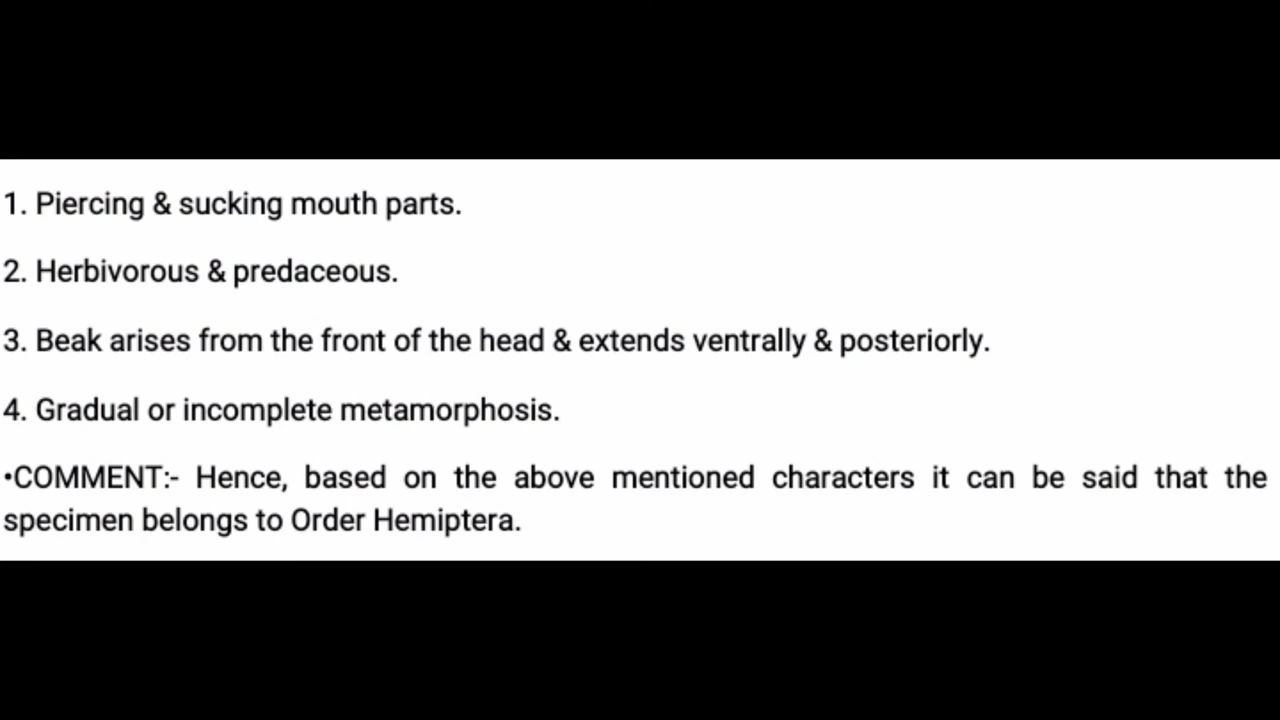 1. Piercing & sucking mouth parts.
2. Herbivorous & predaceous.
3. Beak arises from the front of the head & extends ventrally & posteriorly.
4. Gradual or incomplete metamorphosis.
•COMMENT:- Hence, based on the above mentioned characters it can be said that the
specimen belongs to Order Hemiptera.